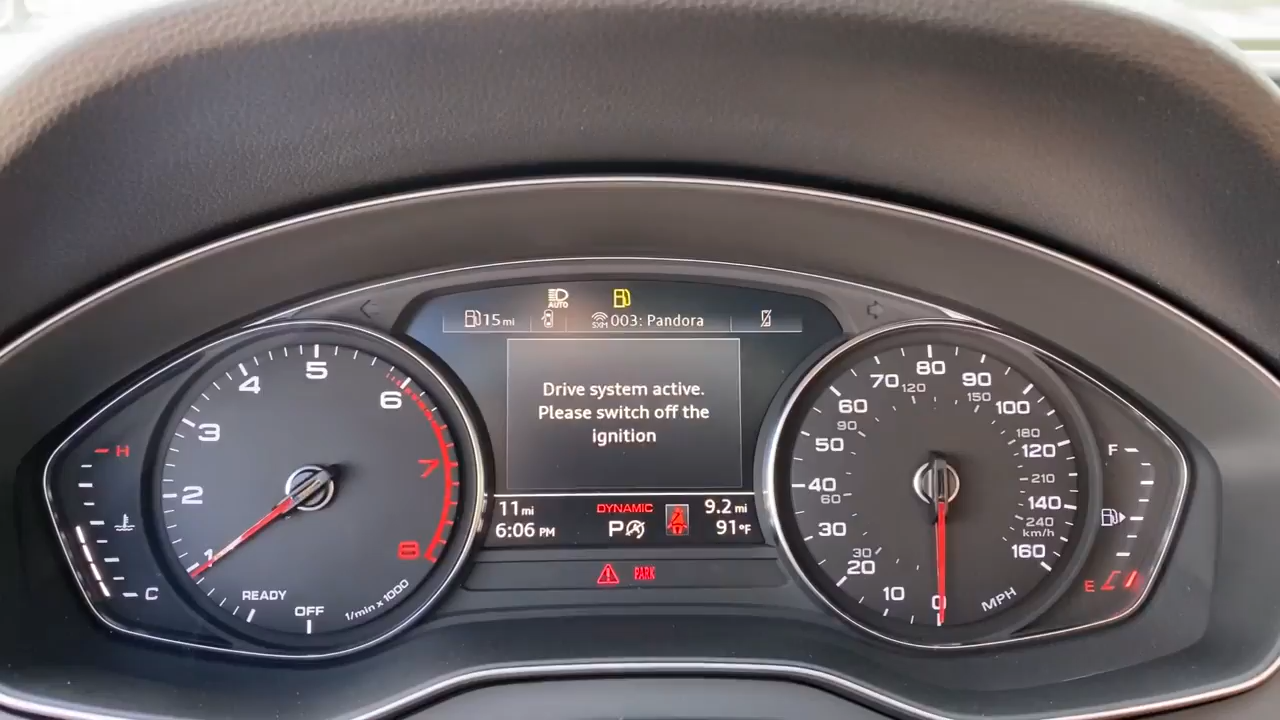 AUTO
15 mi
SXM 003: Pandora
Drive system active.
Please switch off the
ignition
11 mi
DYNAMIC
9.2 mi
6:06 PM
P
91°F
PARK
H
C
1
2
3
4
5
6
7
8
READY
OFF
1/min x 1000
0
10
20
30
40
50
60
70
80
90
100
120
140
160
MPH
30
60
90
120
150
180
210
240
km/h
F
E